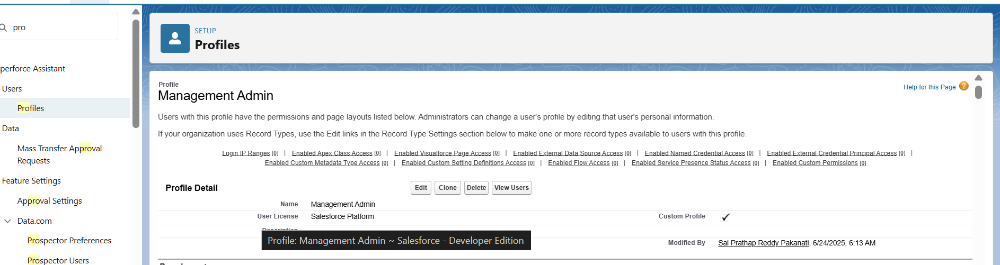 pro
perforce Assistant
Users
Profiles
Data
Mass Transfer Approval
Requests
Feature Settings
Approval Settings
Data.com
Prospector Preferences
Prospector Users
SETUP
Profiles
Profile
Management Admin
Help for this Page ?
Users with this profile have the permissions and page layouts listed below. Administrators can change a user's profile by editing that user's personal information.
If your organization uses Record Types, use the Edit links in the Record Type Settings section below to make one or more record types available to users with this profile.
Login IP Ranges [0] | Enabled Apex Class Access [0] | Enabled Visualforce Page Access [0] | Enabled External Data Source Access [0] | Enabled Named Credential Access [0] | Enabled External Credential Principal Access [0] |
Enabled Custom Metadata Type Access [0] | Enabled Custom Setting Definitions Access [0] | Enabled Flow Access [0] | Enabled Service Presence Status Access [0] | Enabled Custom Permissions [0]
Profile Detail Edit Clone Delete View Users
Name Management Admin
User License Salesforce Platform Custom Profile
Description
Profile: Management Admin ~ Salesforce - Developer Edition
Modified By Sai Prathap Reddy Pakanati, 6/24/2025, 6:13 AM